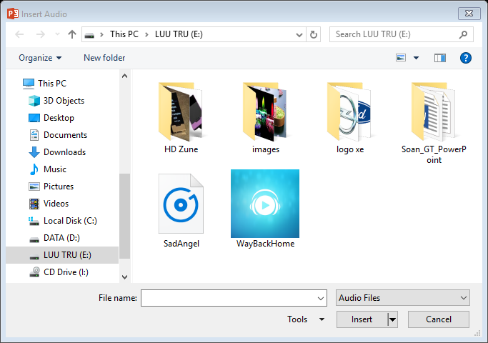 Insert Audio
This PC > LUU TRU (E:)
Search LUU TRU (E:)
Organize
New folder
This PC
3D Objects
Desktop
Documents
Downloads
Music
Pictures
Videos
Local Disk (C:)
DATA (D:)
LUU TRU (E:)
CD Drive (I:)
HD Zune
images
logo xe
Soan_GT_PowerP
oint
SadAngel
WayBackHome
File name:
Audio Files
Tools
Insert
Cancel